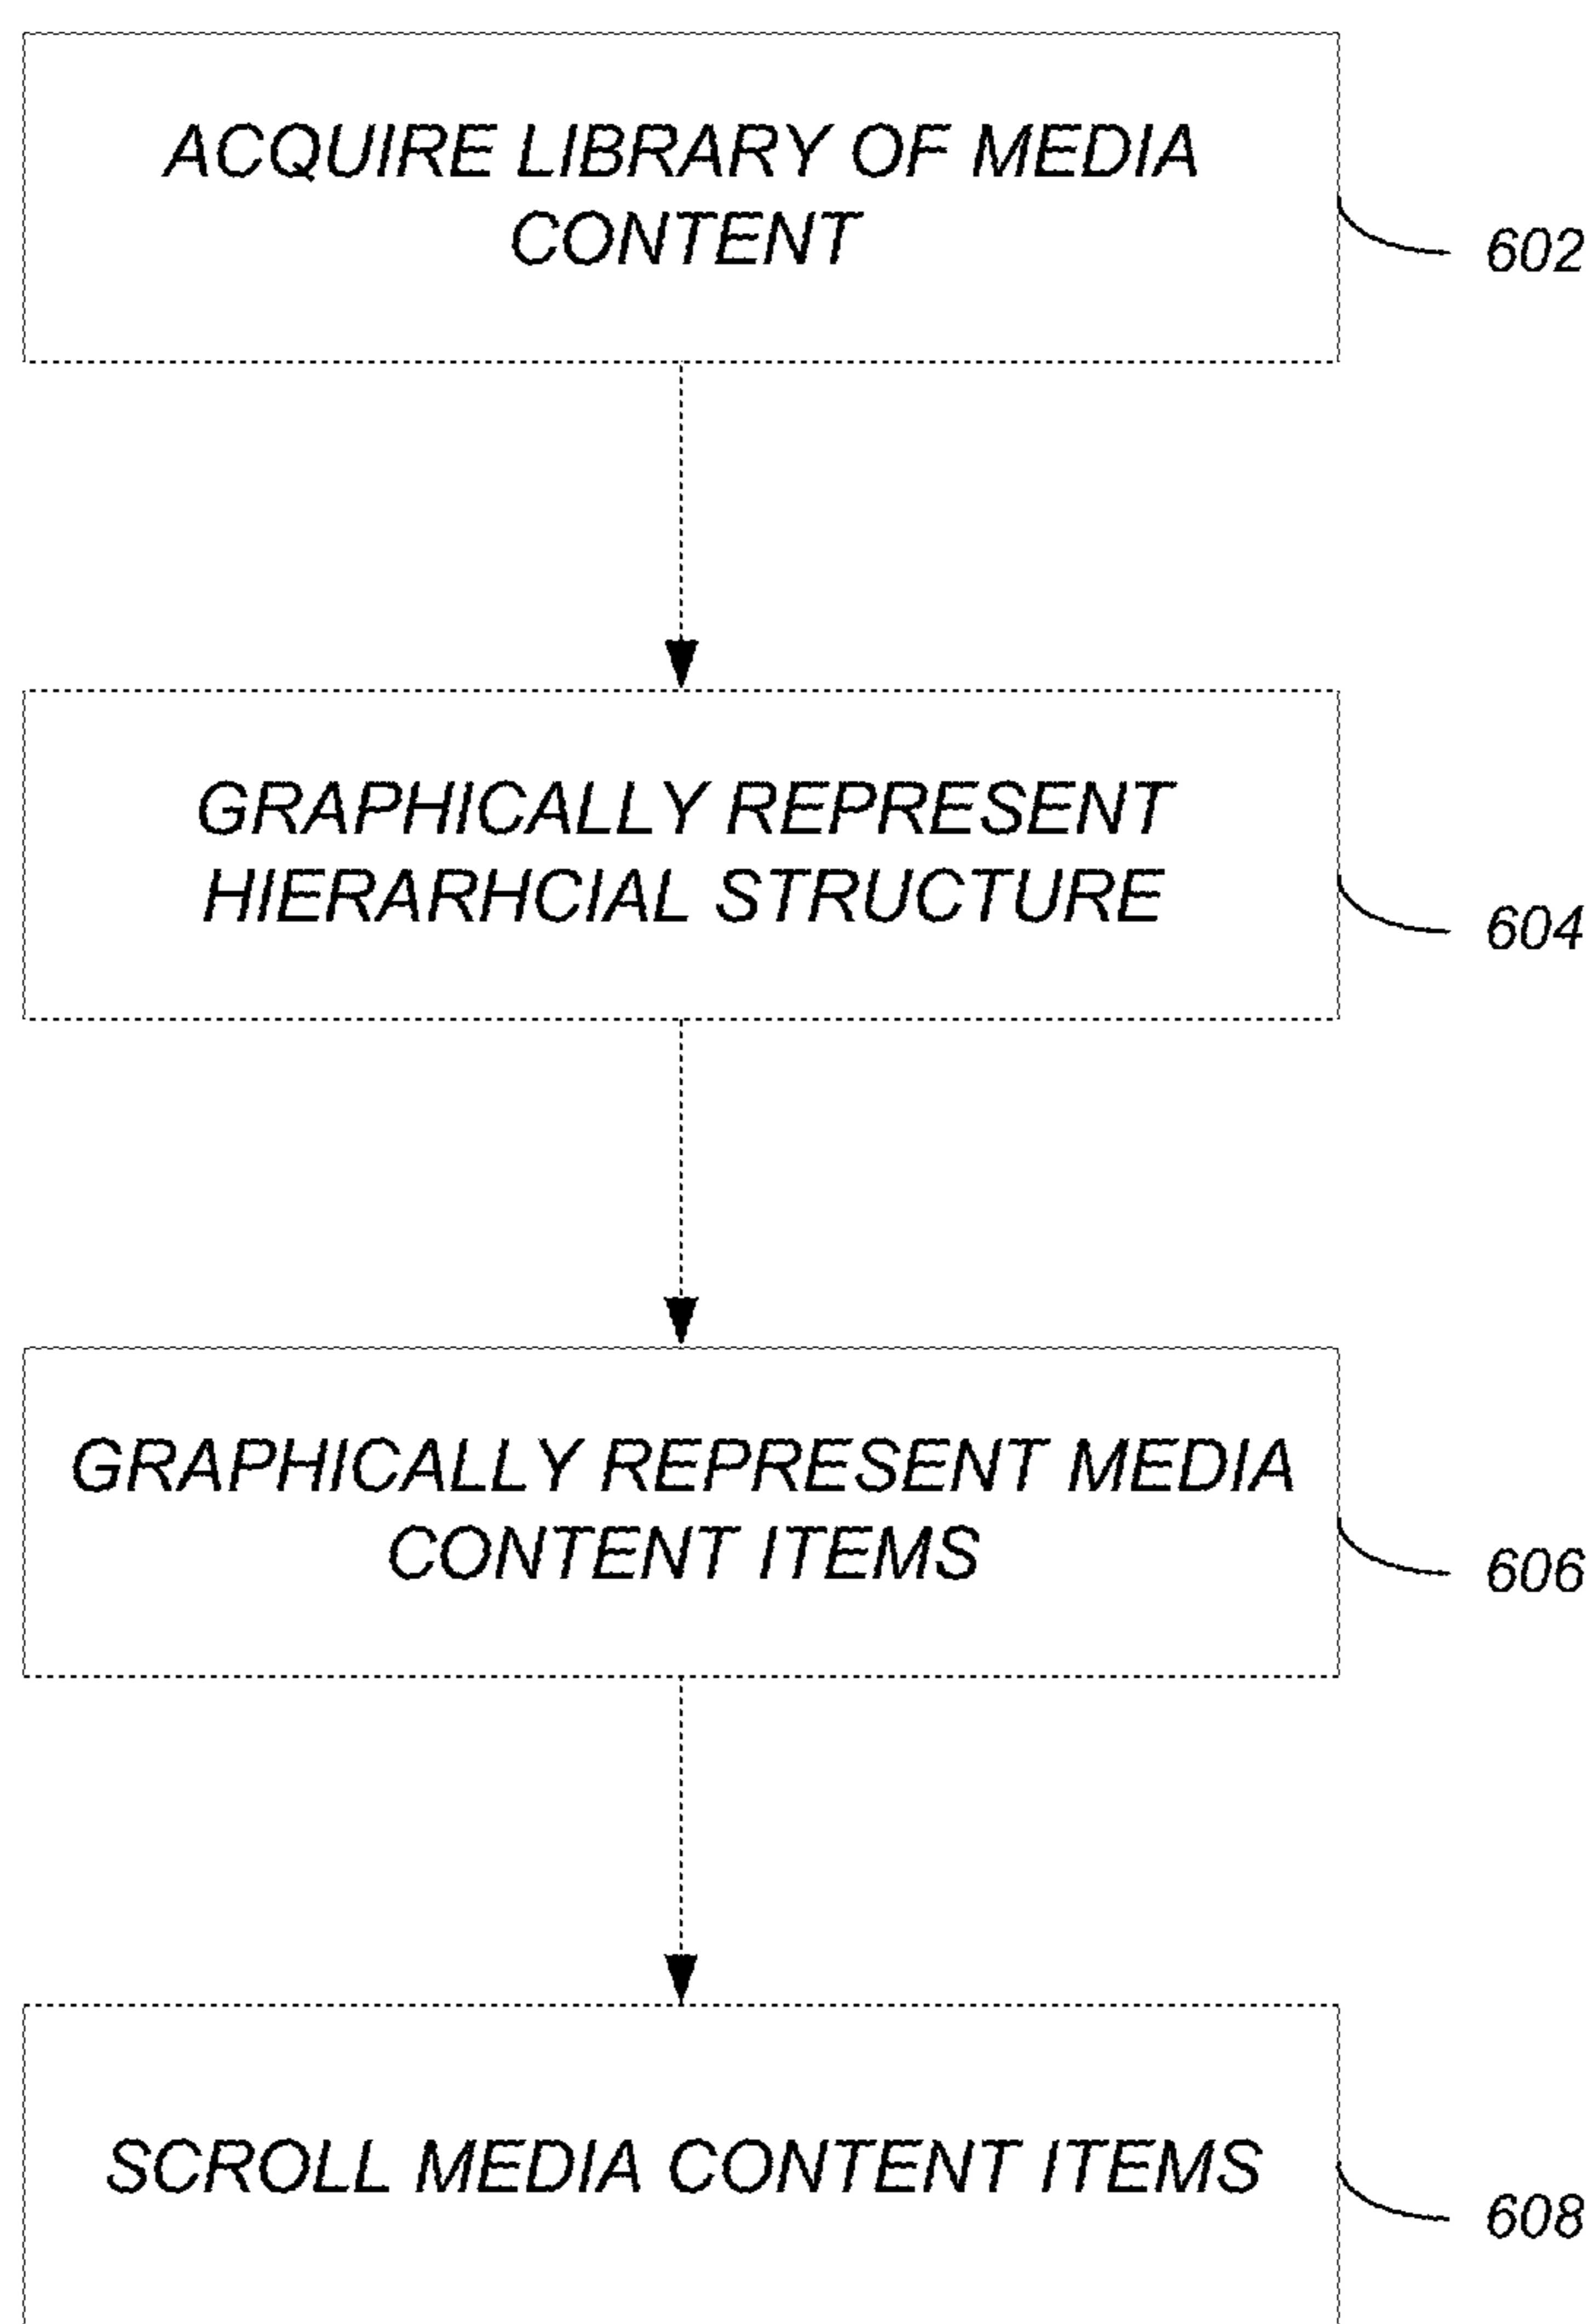 ACQUIRE LIBRARY OF MEDIA
CONTENT
602
GRAPHICALLY REPRESENT
HIERARHCIAL STRUCTURE
604
GRAPHICALLY REPRESENT MEDIA
CONTENT ITEMS
606
SCROLL MEDIA CONTENT ITEMS
608